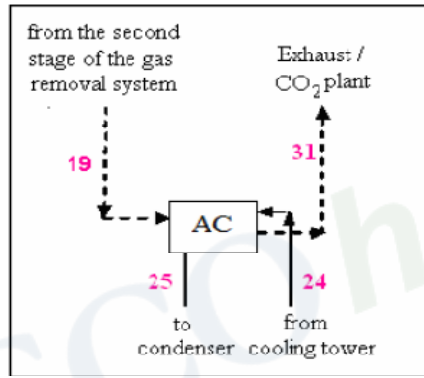 from the second
stage of the gas
removal system
Exhaust /
CO₂ plant
19
31
AC
25
24
to
condenser
from
cooling tower